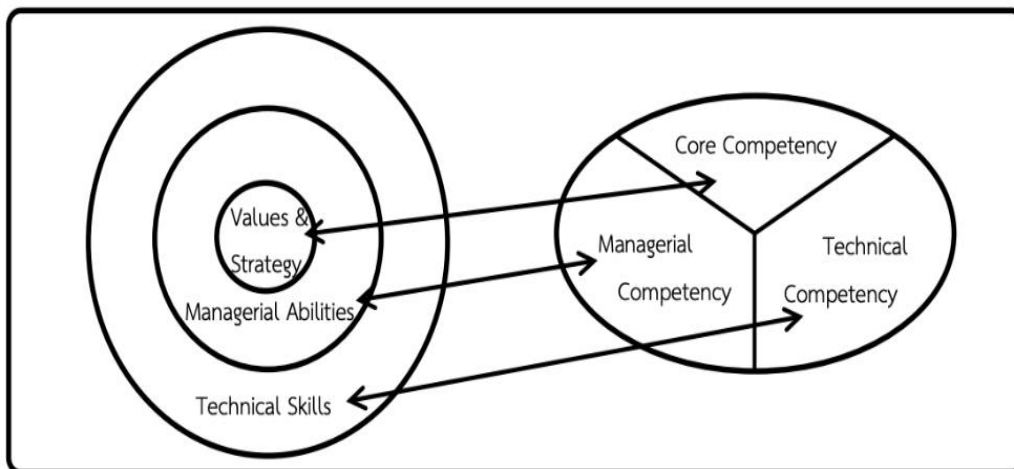 Values &
Strategy
Managerial Abilities
Technical Skills
Core Competency
Managerial
Competency
Technical
Competency